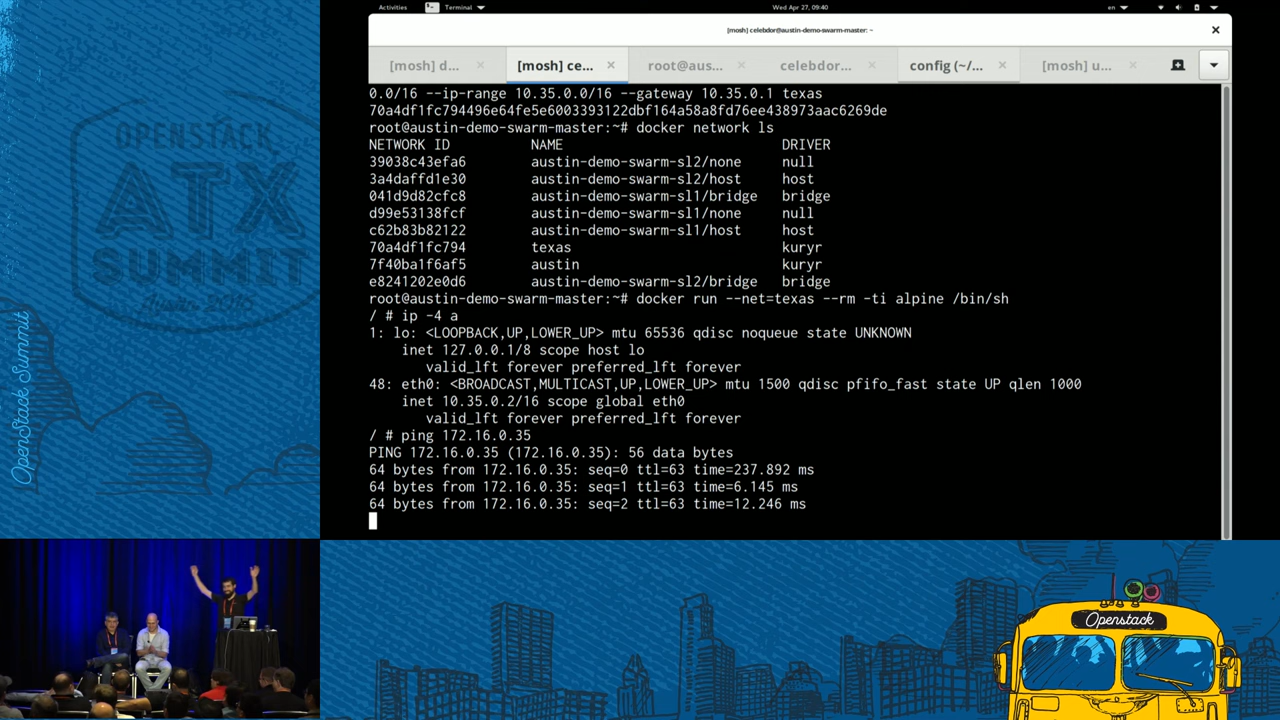 Activities
Terminal
Wed Apr 27, 09:40
en
[mosh] celebdor@austin-demo-swarm-master: ~
[mosh] d...
[mosh] ce...
root@aus...
celebdor...
config (~/...
[mosh] u...
0.0/16 --ip-range 10.35.0.0/16 --gateway 10.35.0.1 texas
70a4df1fc794496e64fe5e6003393122dbf164a58a8fd76ee438973aac6269de
root@austin-demo-swarm-master:~# docker network ls
NETWORK ID NAME DRIVER
39038c43efa6 austin-demo-swarm-sl2/none null
3a4daffd1e30 austin-demo-swarm-sl2/host host
041d9d82cfc8 austin-demo-swarm-sl1/bridge bridge
d99e53138fcf austin-demo-swarm-sl1/none null
c62b83b82122 austin-demo-swarm-sl1/host host
70a4df1fc794 texas kuryr
7f40ba1f6af5 austin kuryr
e8241202e0d6 austin-demo-swarm-sl2/bridge bridge
root@austin-demo-swarm-master:~# docker run --net=texas --rm -ti alpine /bin/sh
/ # ip -4 a
1: lo: <LOOPBACK,UP,LOWER_UP> mtu 65536 qdisc noqueue state UNKNOWN
inet 127.0.0.1/8 scope host lo
valid_lft forever preferred_lft forever
48: eth0: <BROADCAST,MULTICAST,UP,LOWER_UP> mtu 1500 qdisc pfifo_fast state UP qlen 1000
inet 10.35.0.2/16 scope global eth0
valid_lft forever preferred_lft forever
/ # ping 172.16.0.35
PING 172.16.0.35 (172.16.0.35): 56 data bytes
64 bytes from 172.16.0.35: seq=0 ttl=63 time=237.892 ms
64 bytes from 172.16.0.35: seq=1 ttl=63 time=6.145 ms
64 bytes from 172.16.0.35: seq=2 ttl=63 time=12.246 ms
OPENSTACK
ATX
SUMMIT
Austin 2016
OpenStack Summit
Openstack